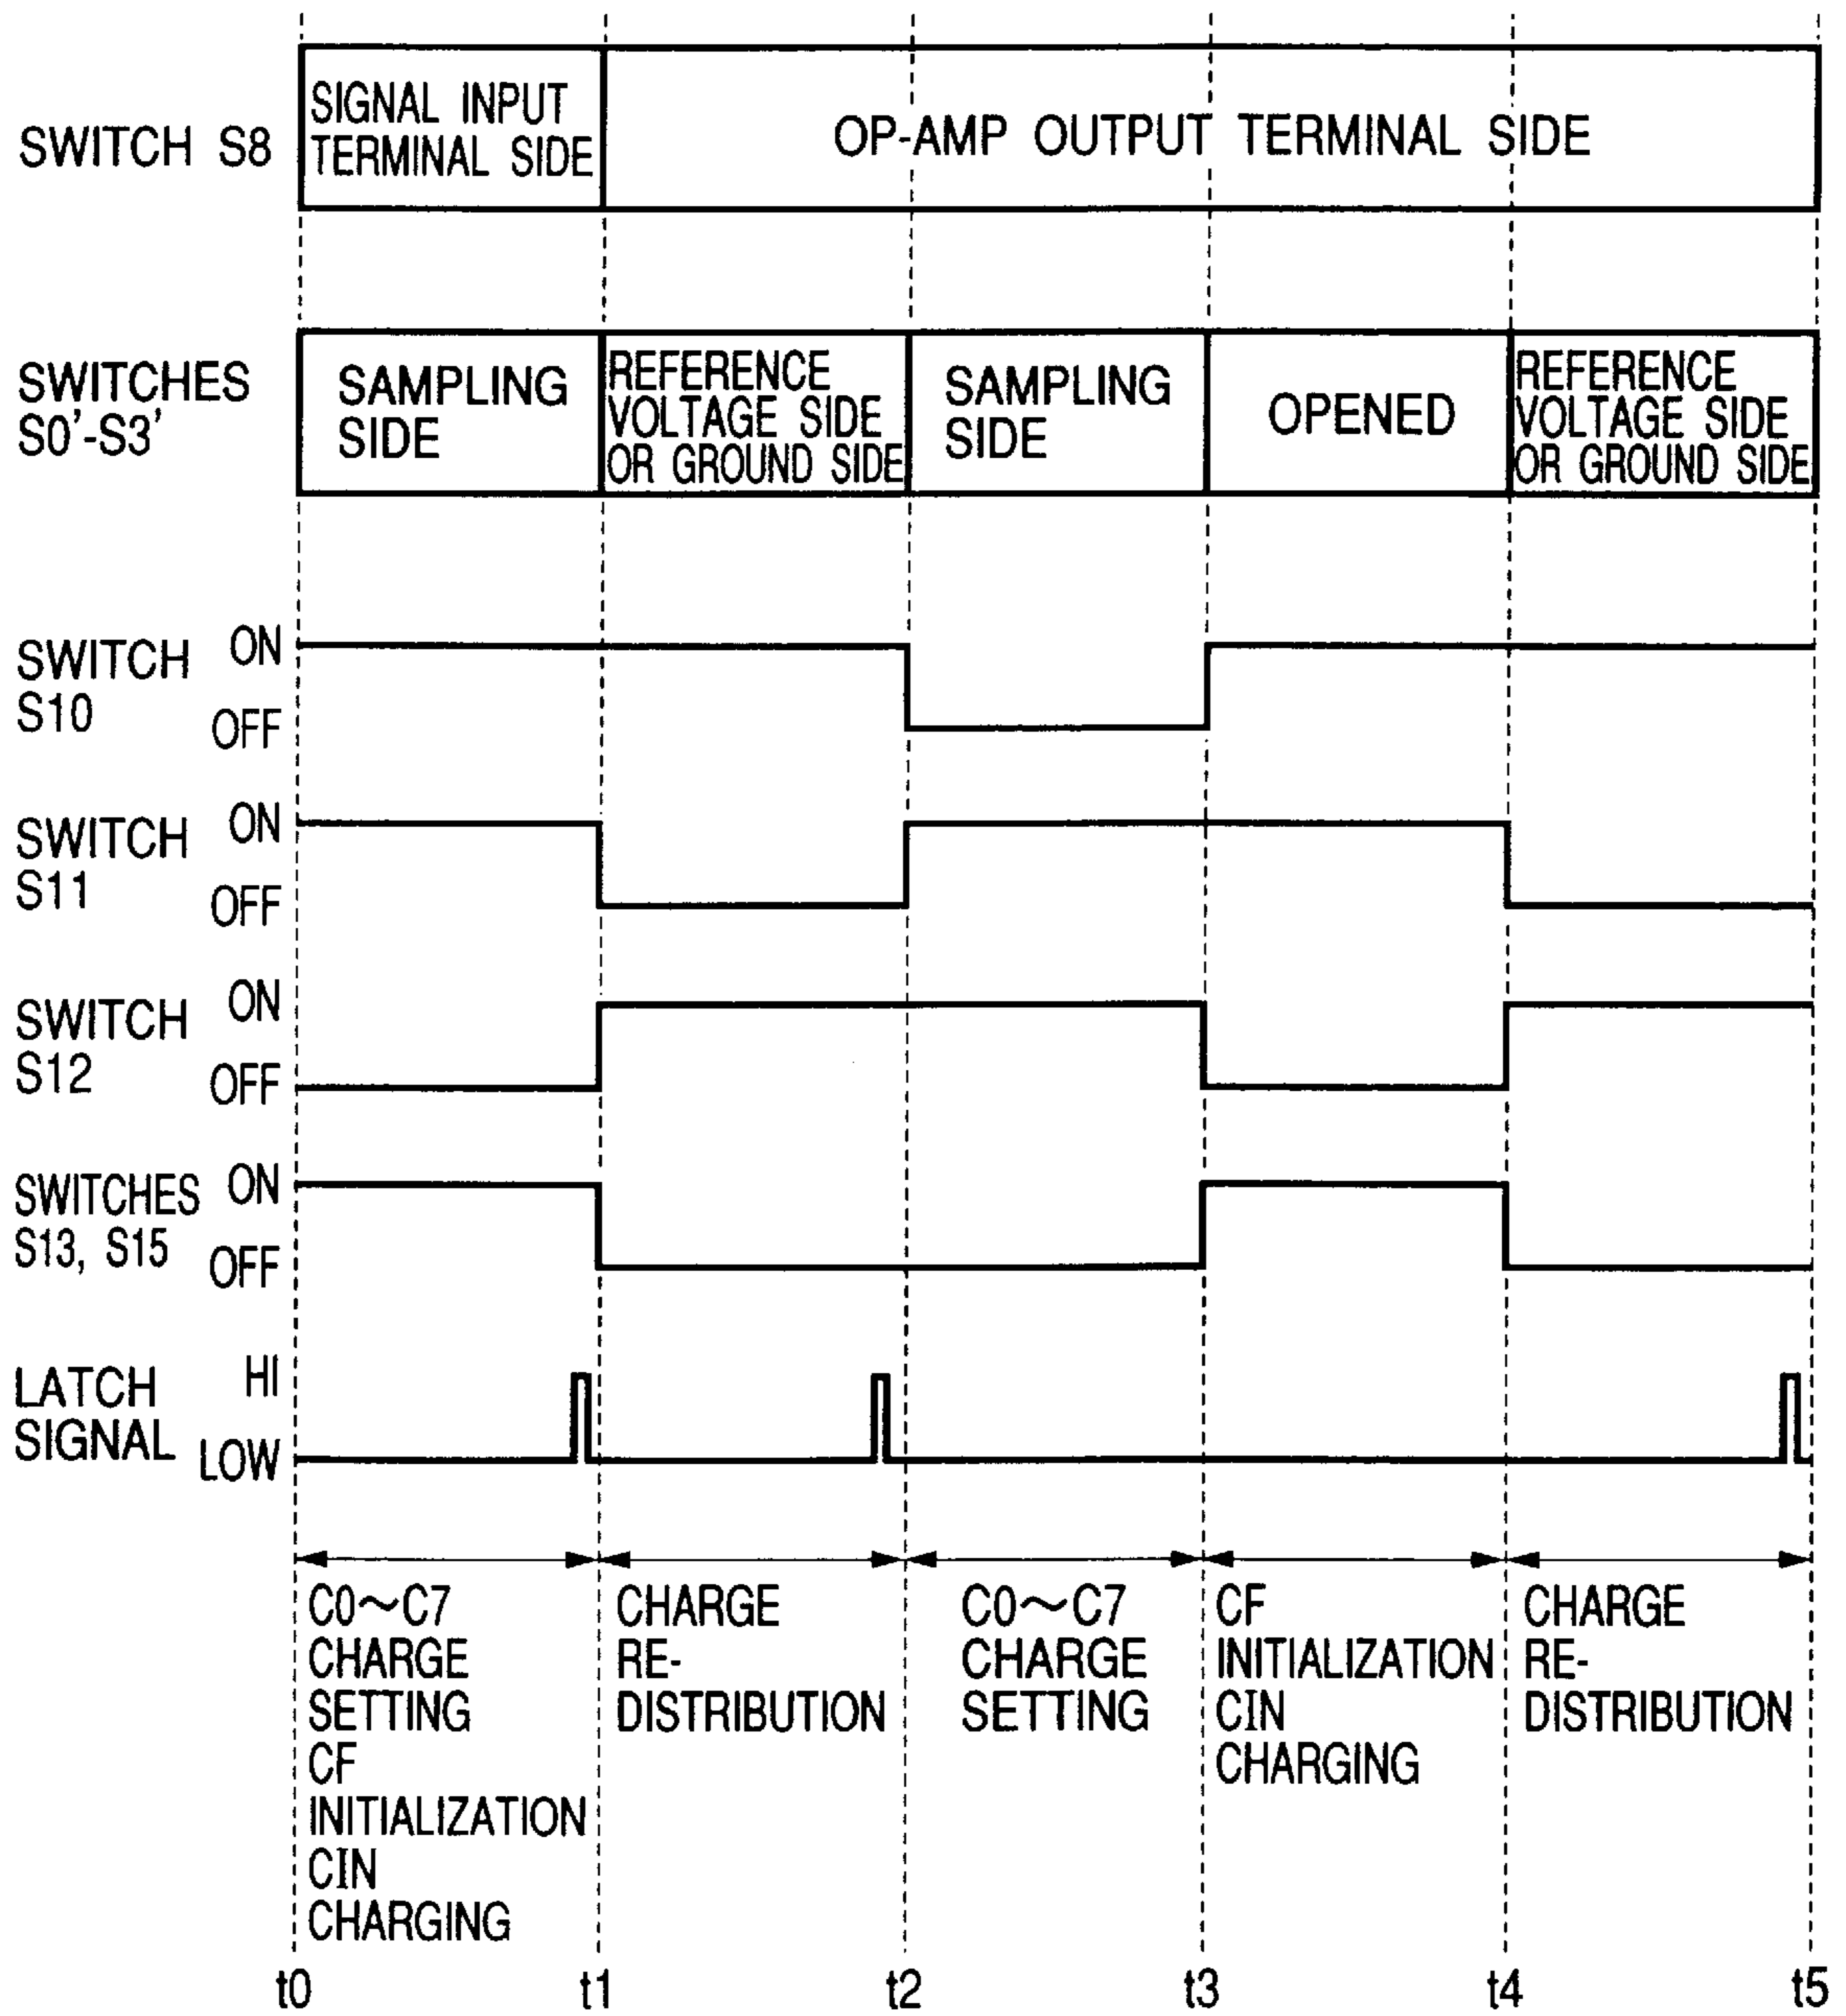 SWITCH S8
SIGNAL INPUT
TERMINAL SIDE
OP-AMP OUTPUT TERMINAL SIDE
SWITCHES
S0'-S3'
SAMPLING
SIDE
REFERENCE
VOLTAGE SIDE
OR GROUND SIDE
SAMPLING
SIDE
OPENED
REFERENCE
VOLTAGE SIDE
OR GROUND SIDE
SWITCH
S10
ON
OFF
SWITCH
S11
ON
OFF
SWITCH
S12
ON
OFF
SWITCHES
S13, S15
ON
OFF
LATCH
SIGNAL
HI
LOW
C0~C7
CHARGE
SETTING
CF
INITIALIZATION
CIN
CHARGING
CHARGE
RE-
DISTRIBUTION
C0~C7
CHARGE
SETTING
CF
INITIALIZATION
CIN
CHARGING
CHARGE
RE-
DISTRIBUTION
t0 t1 t2 t3 t4 t5